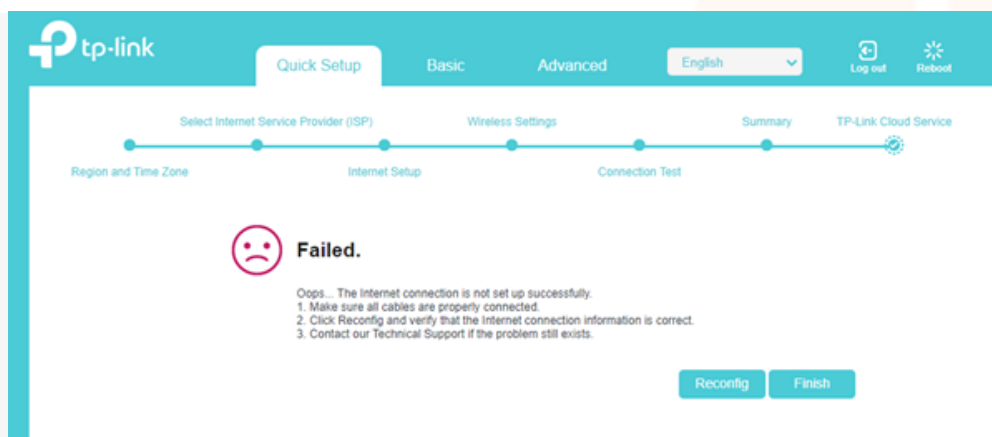 tp-link
Quick Setup
Basic
Advanced
English
Log out
Reboot
Select Internet Service Provider (ISP)
Wireless Settings
Summary
TP-Link Cloud Service
Region and Time Zone
Internet Setup
Connection Test
Failed.
Oops... The Internet connection is not set up successfully.
1. Make sure all cables are properly connected.
2. Click Reconfig and verify that the Internet connection information is correct.
3. Contact our Technical Support if the problem still exists.
Reconfig
Finish